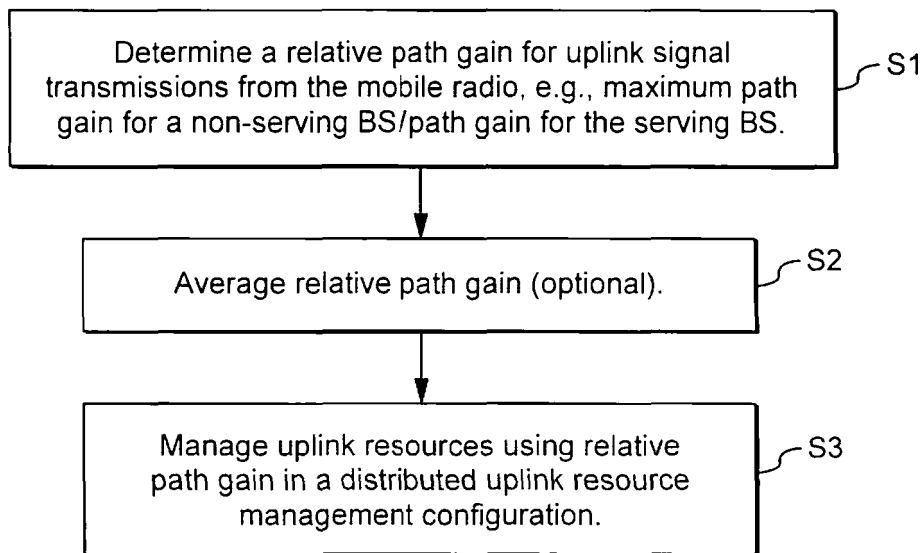 Determine a relative path gain for uplink signal
transmissions from the mobile radio, e.g., maximum path
gain for a non-serving BS/path gain for the serving BS.
S1
Average relative path gain (optional).
S2
Manage uplink resources using relative
path gain in a distributed uplink resource
management configuration.
S3